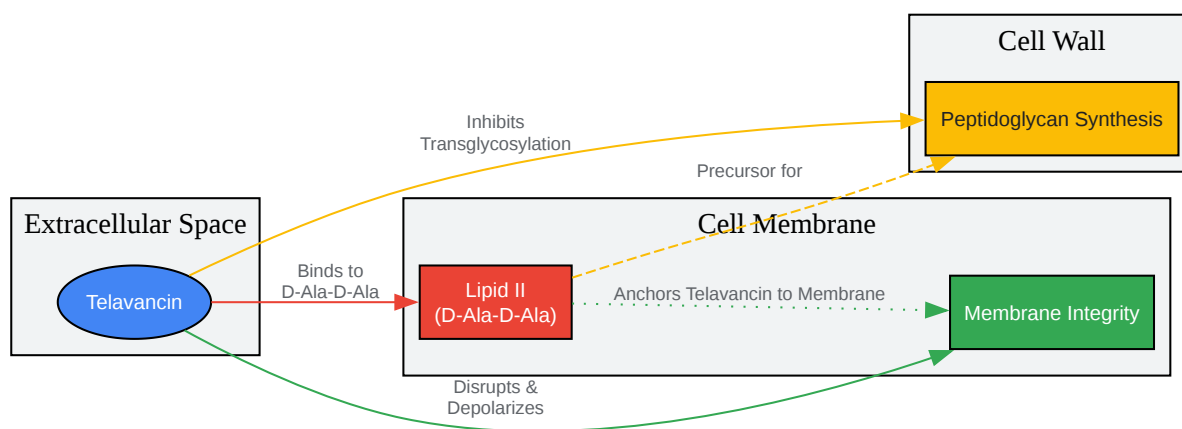 Cell Wall
Peptidoglycan Synthesis
Inhibits
Transglycosylation
Precursor for
Extracellular Space
Telavancin
Binds to
D-Ala-D-Ala
Cell Membrane
Lipid II
(D-Ala-D-Ala)
Anchors Telavancin to Membrane
Membrane Integrity
Disrupts &
Depolarizes